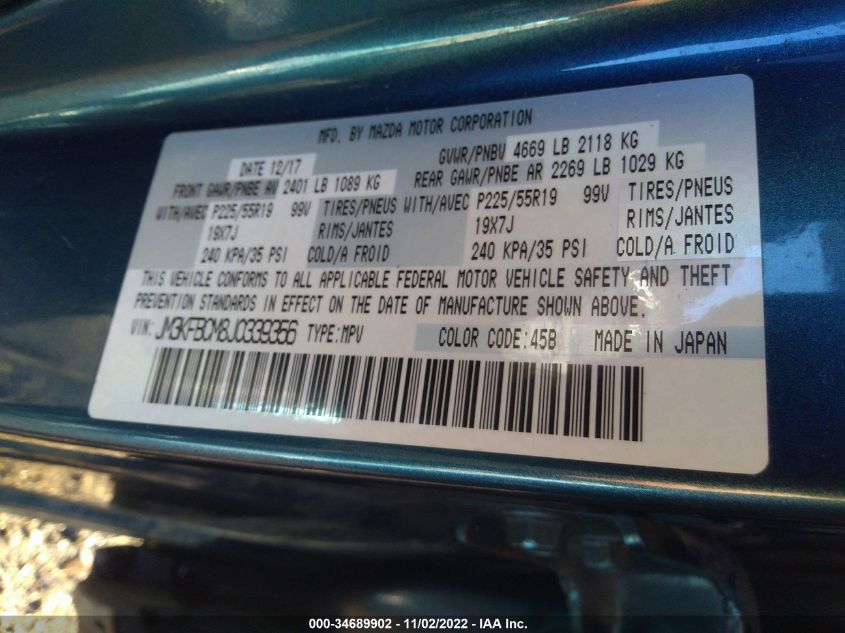 MFD. BY MAZDA MOTOR CORPORATION
DATE 12/17 GVWR/PNBV 4669 LB 2118 KG
FRONT GAWR/PNBE AV 2401 LB 1089 KG REAR GAWR/PNBE AR 2269 LB 1029 KG
WITH/AVEC P225/55R19 99V TIRES/PNEUS WITH/AVEC P225/55R19 99V TIRES/PNEUS
19X7J RIMS/JANTES 19X7J RIMS/JANTES
240 KPA/35 PSI COLD/A FROID 240 KPA/35 PSI COLD/A FROID
THIS VEHICLE CONFORMS TO ALL APPLICABLE FEDERAL MOTOR VEHICLE SAFETY AND THEFT
PREVENTION STANDARDS IN EFFECT ON THE DATE OF MANUFACTURE SHOWN ABOVE.
VIN: JM3KFBCM8J0339356 TYPE:MPV COLOR CODE:45B MADE IN JAPAN
000-34689902 - 11/02/2022 - IAA Inc.